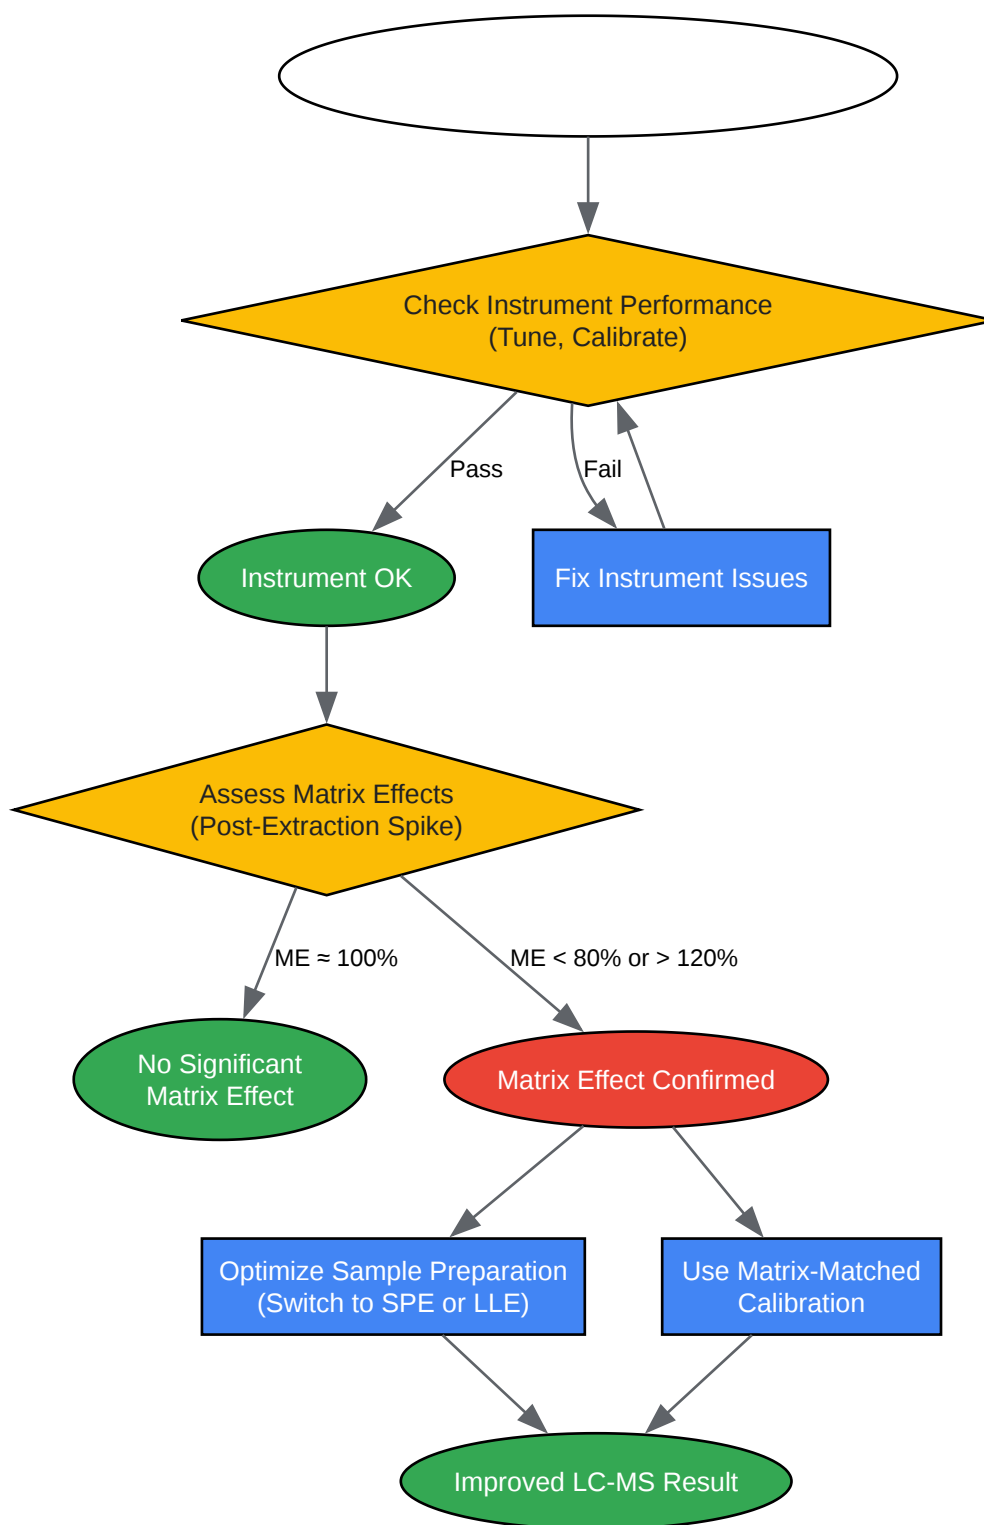 Check Instrument Performance
(Tune, Calibrate)
Pass
Fail
Instrument OK
Fix Instrument Issues
Assess Matrix Effects
(Post-Extraction Spike)
ME ≈ 100%
ME < 80% or > 120%
No Significant
Matrix Effect
Matrix Effect Confirmed
Optimize Sample Preparation
(Switch to SPE or LLE)
Use Matrix-Matched
Calibration
Improved LC-MS Result